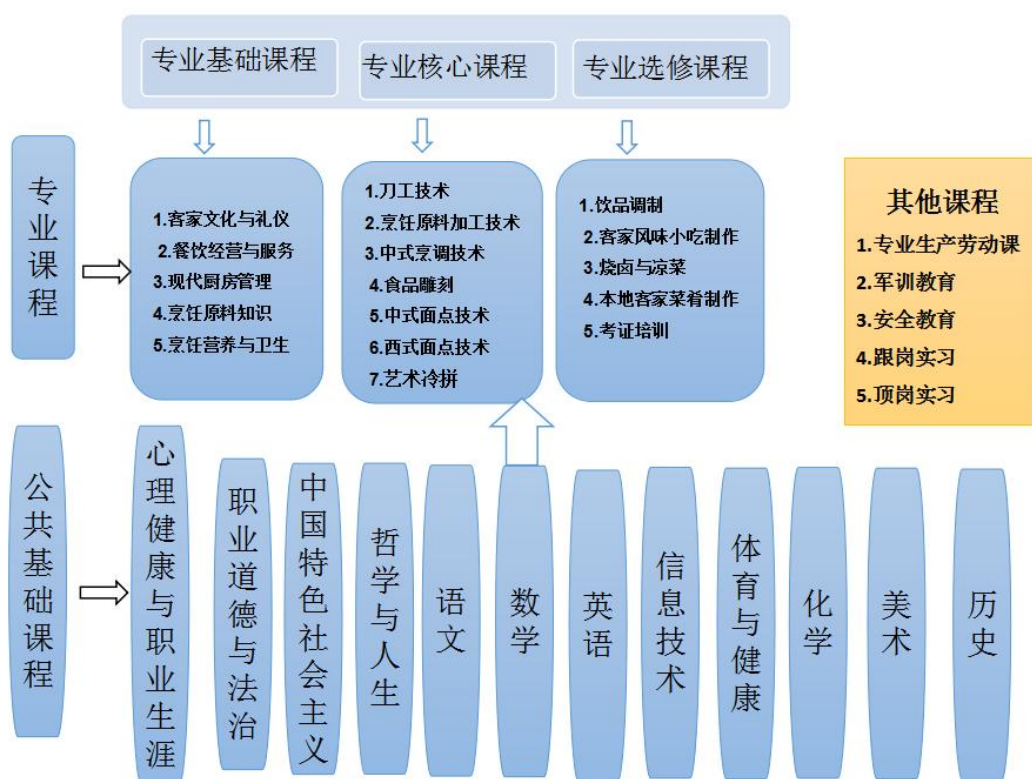 专业基础课程
专业核心课程
专业选修课程
专业课程
1.客家文化与礼仪
2.餐饮经营与服务
3.现代厨房管理
4.烹饪原料知识
5.烹饪营养与卫生
1.刀工技术
2.烹饪原料加工技术
3.中式烹调技术
4.食品雕刻
5.中式面点技术
6.西式面点技术
7.艺术冷拼
1.饮品调制
2.客家风味小吃制作
3.烧卤与凉菜
4.本地客家菜肴制作
5.考证培训
其他课程
1.专业生产劳动课
2.军训教育
3.安全教育
4.跟岗实习
5.顶岗实习
公共基础课程
心理健康与职业生涯
职业道德与法治
中国特色社会主义
哲学与人生
语文
数学
英语
信息技术
体育与健康
化学
美术
历史